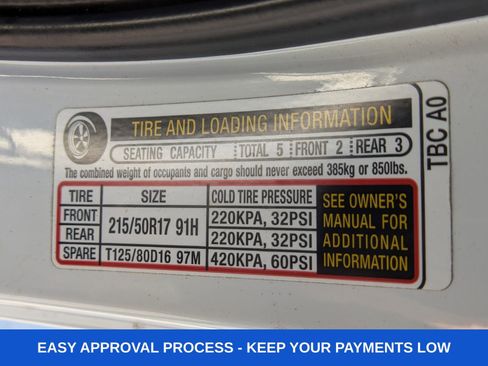 TIRE AND LOADING INFORMATION
SEATING CAPACITY TOTAL 5 FRONT 2 REAR 3
The combined weight of occupants and cargo should never exceed 385kg or 850lbs.
TIRE SIZE COLD TIRE PRESSURE
FRONT 215/50R17 91H 220KPA, 32PSI
REAR 220KPA, 32PSI
SPARE T125/80D16 97M 420KPA, 60PSI
SEE OWNER'S
MANUAL FOR
ADDITIONAL
INFORMATION
TBC A0
EASY APPROVAL PROCESS - KEEP YOUR PAYMENTS LOW